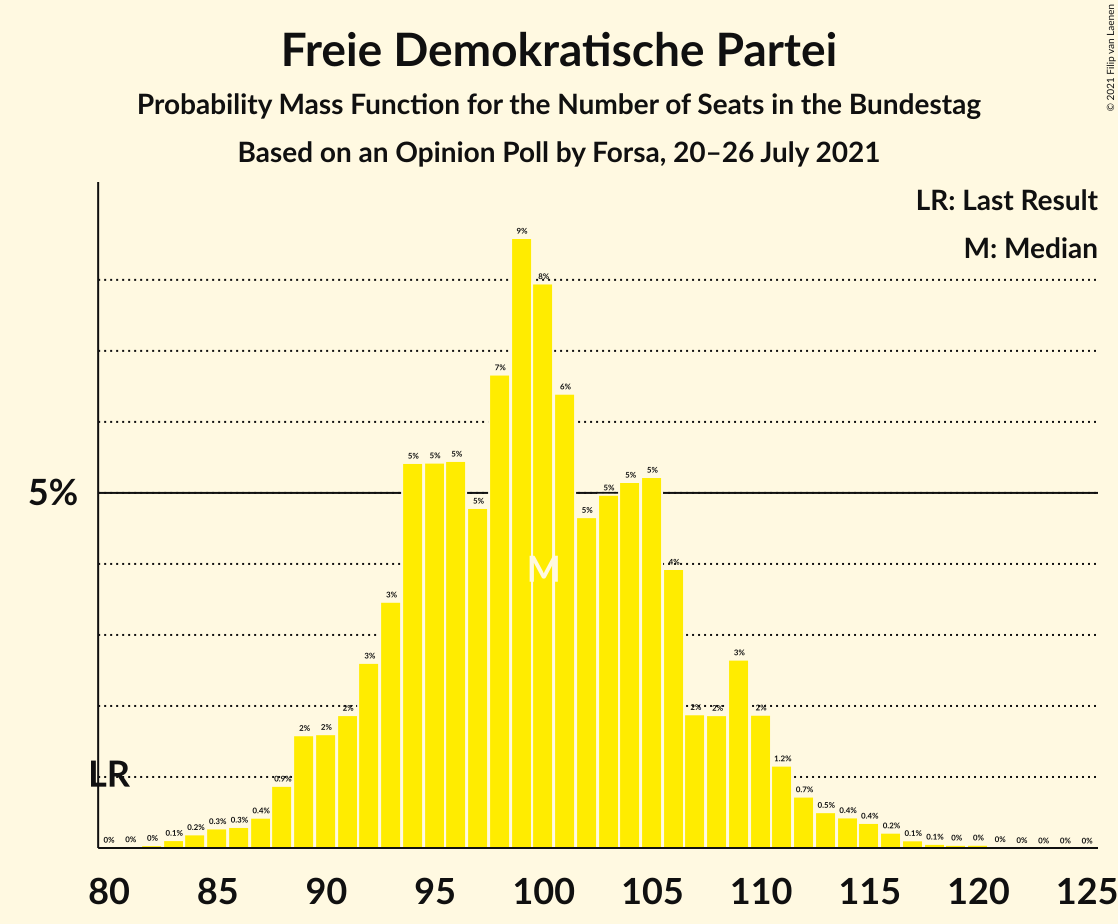 Freie Demokratische Partei
Probability Mass Function for the Number of Seats in the Bundestag
Based on an Opinion Poll by Forsa, 20–26 July 2021
© 2021 Filip van Laenen
LR: Last Result
M: Median
5%
LR
M
0% 0% 0% 0.1% 0.2% 0.3% 0.3% 0.4% 0.9% 2% 2% 2% 3% 3% 5% 5% 5% 5% 7% 9% 8% 6% 5% 5% 5% 5% 4% 2% 2% 3% 2% 1.2% 0.7% 0.5% 0.4% 0.4% 0.2% 0.1% 0.1% 0% 0% 0% 0% 0% 0% 0%
80 85 90 95 100 105 110 115 120 125